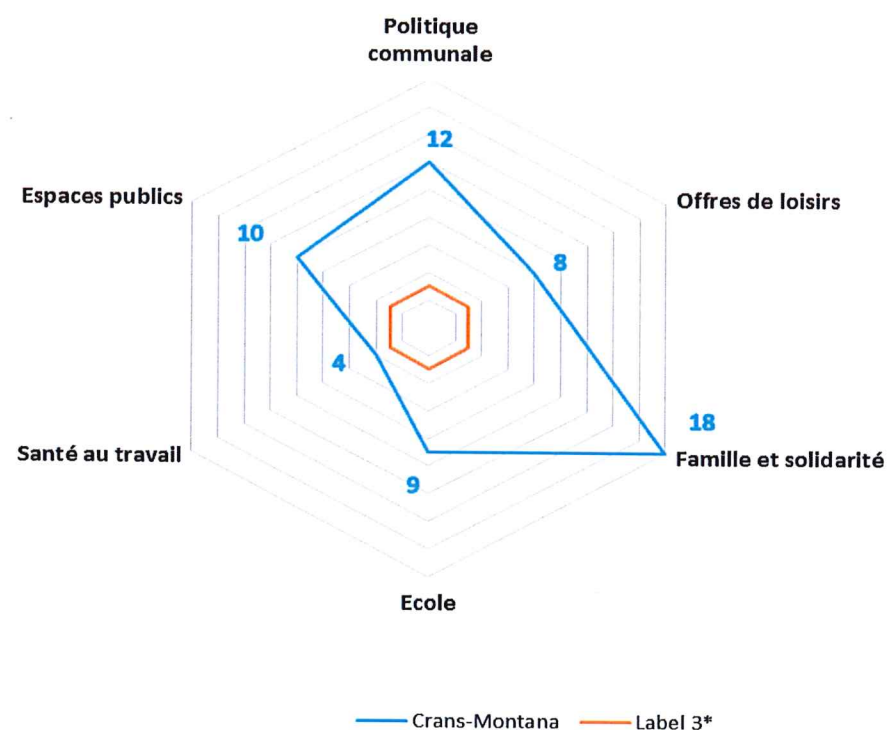 Politique
communale
12
Espaces publics
Offres de loisirs
10
8
4
18
Santé au travail
Famille et solidarité
9
Ecole
Crans-Montana
Label 3*